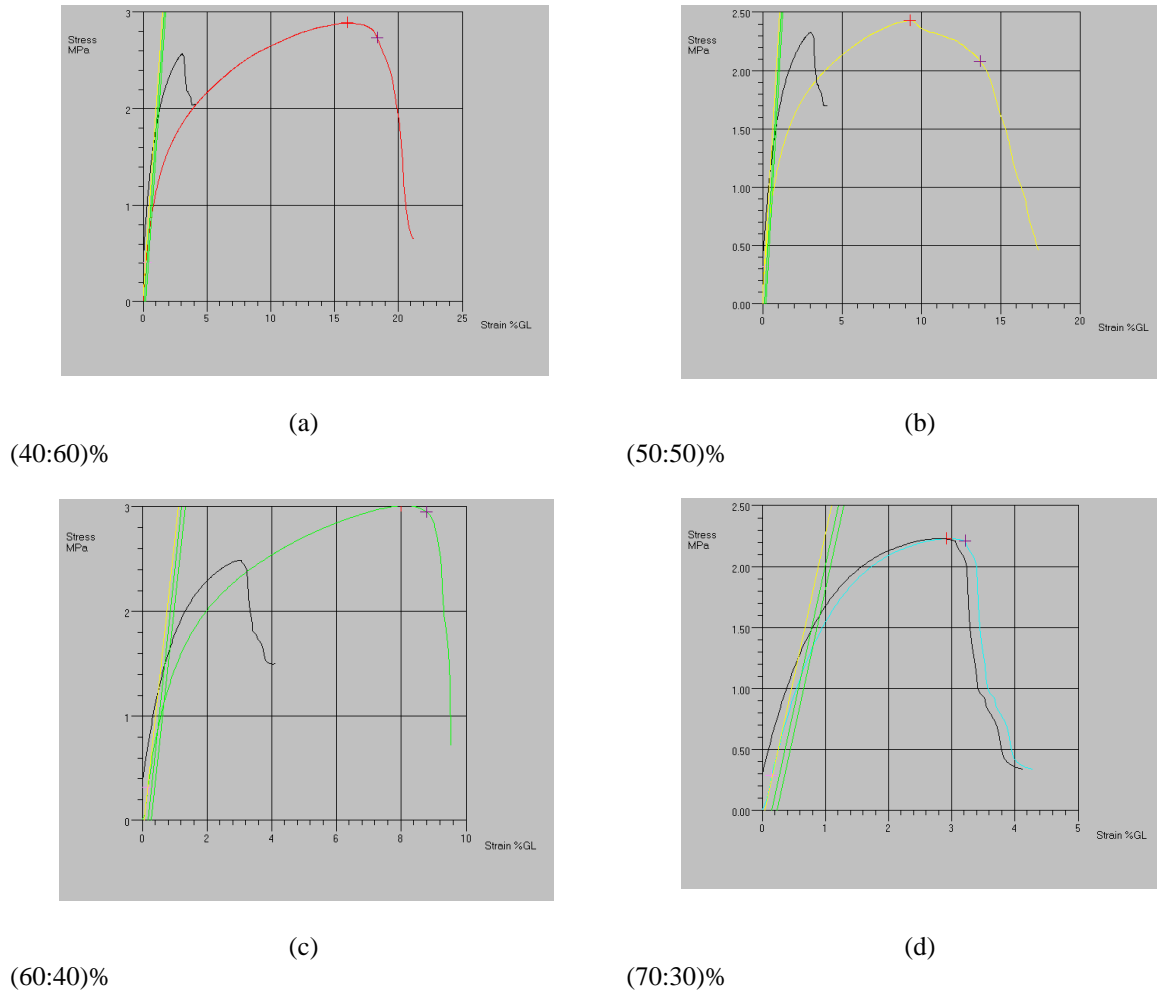 3
Stress
MPa
2
1
0
0 5 10 15 20 25
Strain %GL
2.50
Stress
MPa
2.00
1.50
1.00
0.50
0.00
0 5 10 15 20
Strain %GL
(a) (b)
(40:60)% (50:50)%
3
Stress
MPa
2
1
0
0 2 4 6 8 10
Strain %GL
2.50
Stress
MPa
2.00
1.50
1.00
0.50
0.00
0 1 2 3 4 5
Strain %GL
(c) (d)
(60:40)% (70:30)%